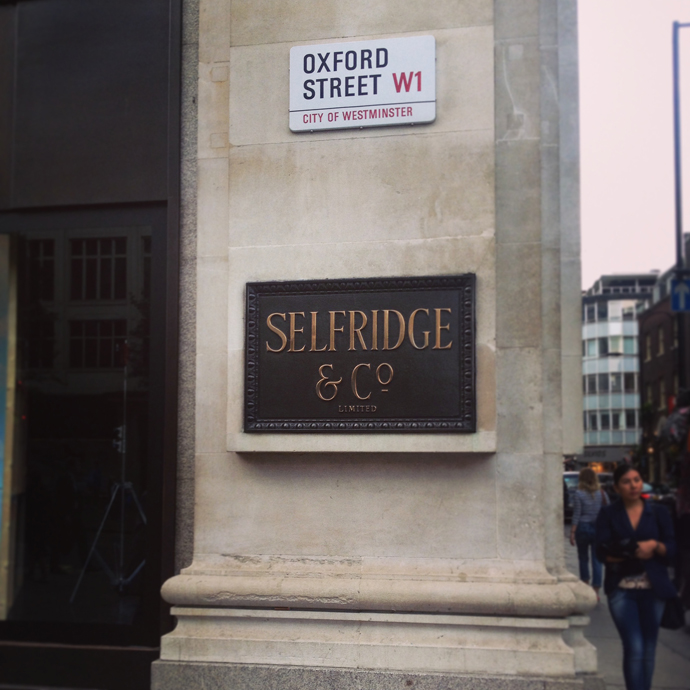 OXFORD
STREET W1
CITY OF WESTMINSTER
SELFRIDGE
& Co
LIMITED